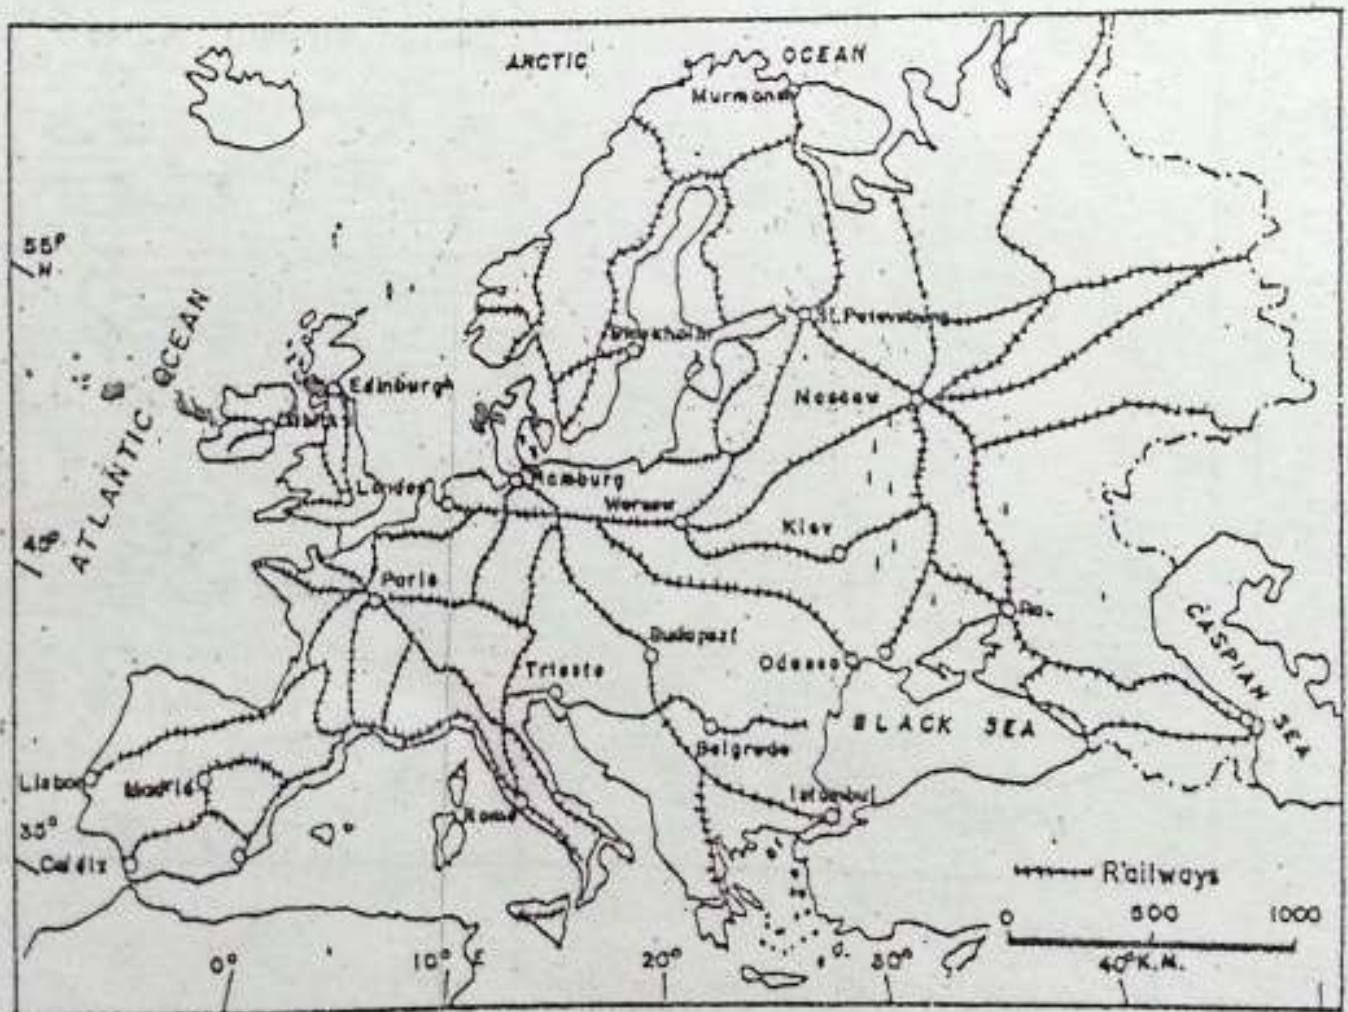 ARCTIC OCEAN
Murmansk
55°
N.
ATLANTIC OCEAN
St. Petersburg
Stockholm
Edinburgh
Moscow
London
Hamburg
Warsaw
Kiev
45°
Paris
Ro.
Budapest
Odessa
Trieste
CASPIAN SEA
BLACK SEA
Belgrade
Lisbon
Madrid
Istanbul
Rome
35°
Cadiz
Railways
0 500 1000
K.M.
0° 10° E 20° 30° 40°